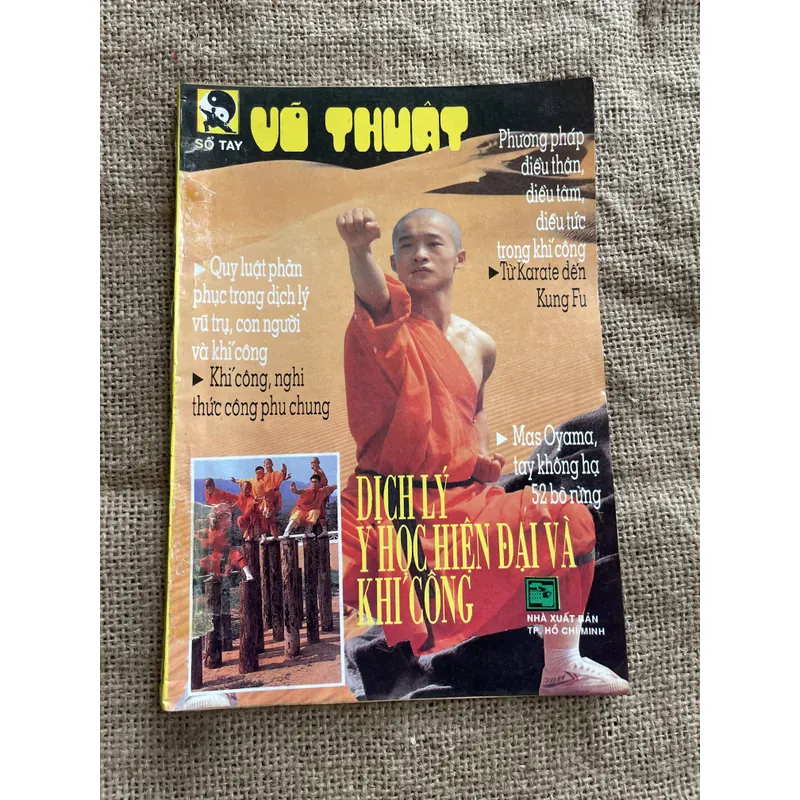 SỔ TAY
VÕ THUẬT
Phương pháp
điều thân,
điều tâm,
điều tức
trong khí công
▶Từ Karate đến
Kung Fu
▶ Quy luật phản
phục trong dịch lý
vũ trụ, con người
và khí công
▶ Khí công, nghi
thức công phu chung
▶ Mas Oyama,
tay không hạ
52 bò rừng
DỊCH LÝ
Y HỌC HIỆN ĐẠI VÀ
KHÍ CÔNG
NHÀ XUẤT BẢN
TP. HỒ CHÍ MINH